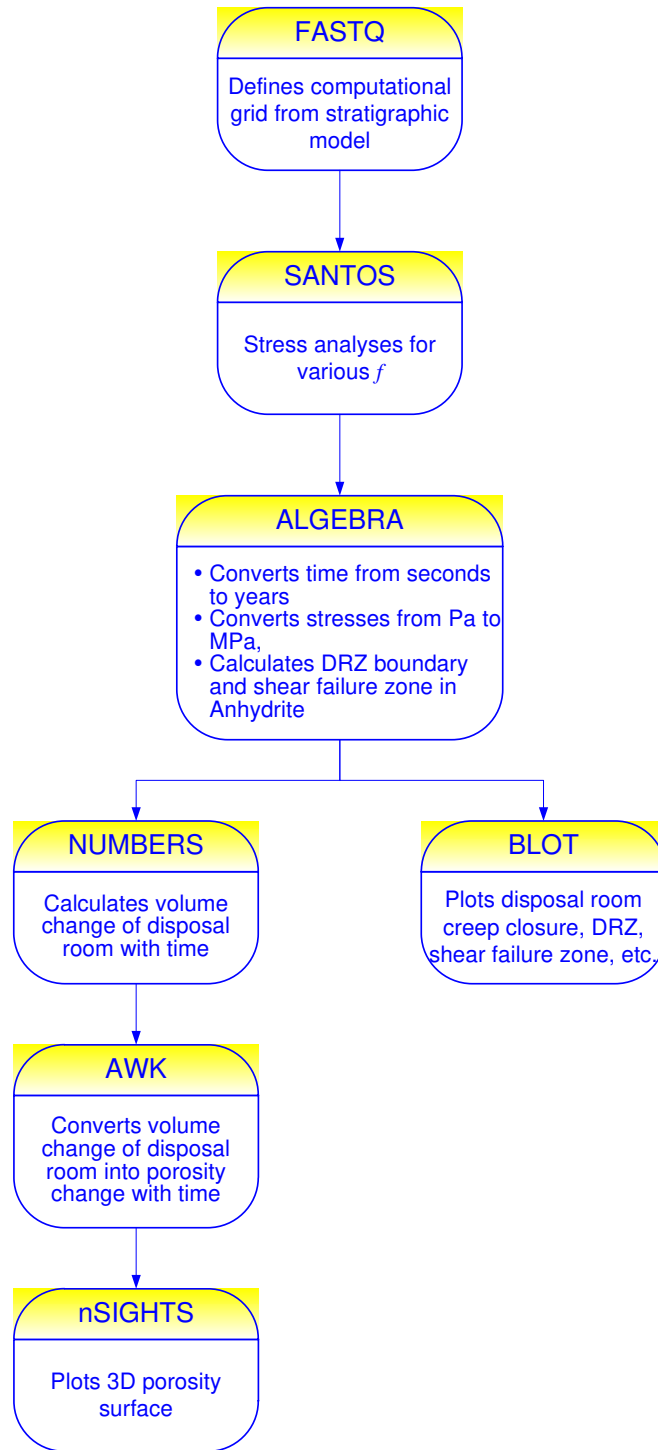 FASTQ
Defines computational
grid from stratigraphic
model
SANTOS
Stress analyses for
various f
ALGEBRA
• Converts time from seconds
to years
• Converts stresses from Pa to
MPa,
• Calculates DRZ boundary
and shear failure zone in
Anhydrite
NUMBERS
Calculates volume
change of disposal
room with time
BLOT
Plots disposal room
creep closure, DRZ,
shear failure zone, etc.
AWK
Converts volume
change of disposal
room into porosity
change with time
nSIGHTS
Plots 3D porosity
surface